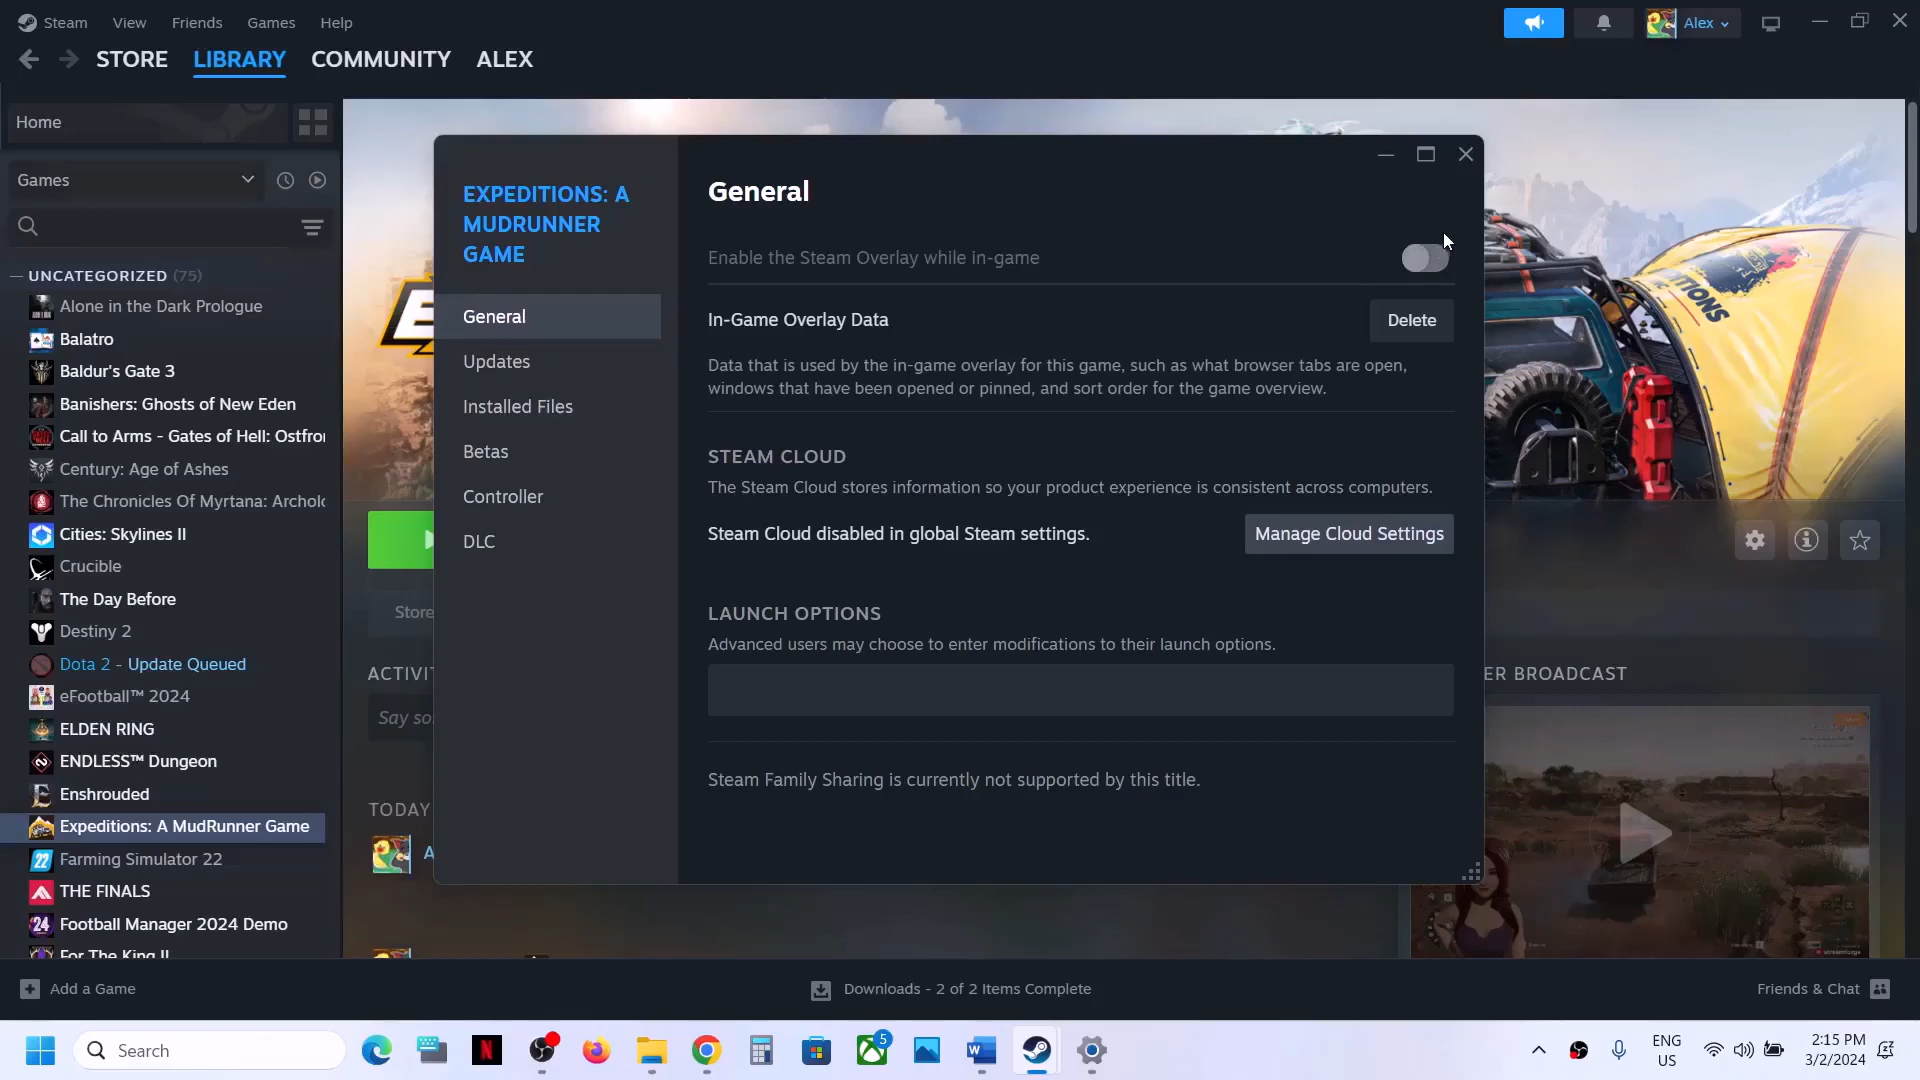 Steam View Friends Games Help
Alex
STORE LIBRARY COMMUNITY ALEX
Home
Games
UNCATEGORIZED (75)
Alone in the Dark Prologue
Balatro
Baldur's Gate 3
Banishers: Ghosts of New Eden
Call to Arms - Gates of Hell: Ostfro
Century: Age of Ashes
The Chronicles Of Myrtana: Archolo
Cities: Skylines II
Crucible
The Day Before
Destiny 2
Dota 2 - Update Queued
eFootball™ 2024
ELDEN RING
ENDLESS™ Dungeon
Enshrouded
Expeditions: A MudRunner Game
Farming Simulator 22
THE FINALS
Football Manager 2024 Demo
For The King II
EXPEDITIONS: A
MUDRUNNER
GAME
General
Updates
Installed Files
Betas
Controller
DLC
General
Enable the Steam Overlay while in-game
In-Game Overlay Data
Delete
Data that is used by the in-game overlay for this game, such as what browser tabs are open,
windows that have been opened or pinned, and sort order for the game overview.
STEAM CLOUD
The Steam Cloud stores information so your product experience is consistent across computers.
Steam Cloud disabled in global Steam settings.
Manage Cloud Settings
LAUNCH OPTIONS
Advanced users may choose to enter modifications to their launch options.
Steam Family Sharing is currently not supported by this title.
Store
ACTIVIT
Say so
TODAY
A
ER BROADCAST
Add a Game
Downloads - 2 of 2 Items Complete
Friends & Chat
Search
5
ENG
US
2:15 PM
3/2/2024